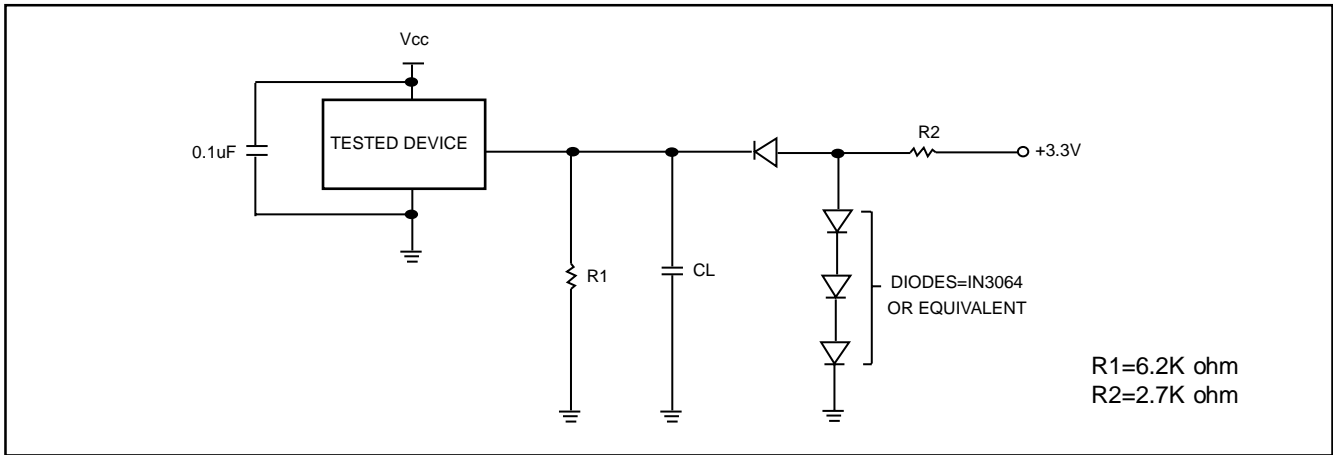 Vcc
0.1uF
TESTED DEVICE
R2
+3.3V
R1
CL
DIODES=IN3064
OR EQUIVALENT
R1=6.2K ohm
R2=2.7K ohm